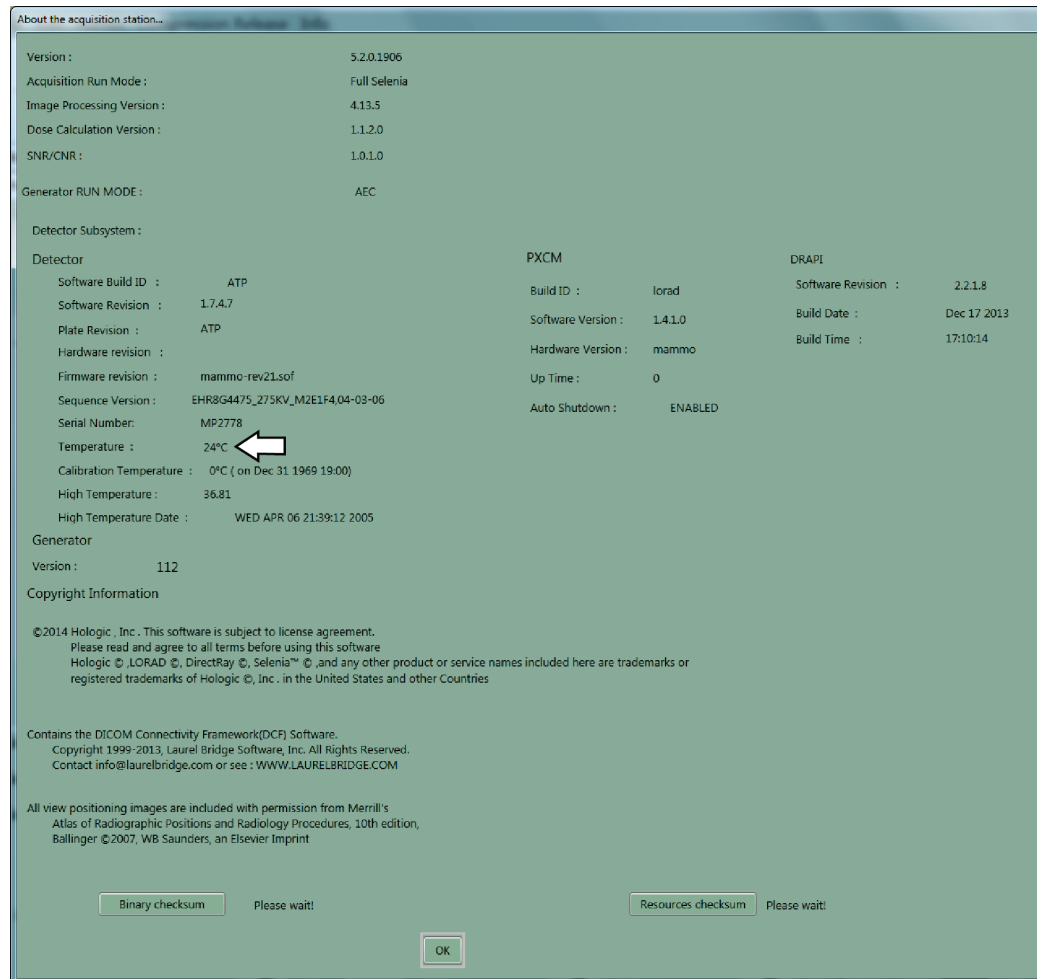 About the acquisition station...
Version : 5.2.0.1906
Acquisition Run Mode : Full Selenia
Image Processing Version : 4.13.5
Dose Calculation Version : 1.1.2.0
SNR/CNR : 1.0.1.0
Generator RUN MODE : AEC
Detector Subsystem :
Detector
Software Build ID : ATP
Software Revision : 1.7.4.7
Plate Revision : ATP
Hardware revision :
Firmware revision : mammo-rev21.sof
Sequence Version : EHR8G4475_275KV_M2E1F4,04-03-06
Serial Number: MP2778
Temperature : 24°C
Calibration Temperature : 0°C ( on Dec 31 1969 19:00)
High Temperature : 36.81
High Temperature Date : WED APR 06 21:39:12 2005
PXCM
Build ID : lorad
Software Version : 1.4.1.0
Hardware Version : mammo
Up Time : 0
Auto Shutdown : ENABLED
DRAPI
Software Revision : 2.2.1.8
Build Date : Dec 17 2013
Build Time : 17:10:14
Generator
Version : 112
Copyright Information
©2014 Hologic , Inc . This software is subject to license agreement.
Please read and agree to all terms before using this software
Hologic © ,LORAD ©, DirectRay ©, Selenia™ © ,and any other product or service names included here are trademarks or
registered trademarks of Hologic ©, Inc . in the United States and other Countries
Contains the DICOM Connectivity Framework(DCF) Software.
Copyright 1999-2013, Laurel Bridge Software, Inc. All Rights Reserved.
Contact info@laurelbridge.com or see : WWW.LAURELBRIDGE.COM
All view positioning images are included with permission from Merrill's
Atlas of Radiographic Positions and Radiology Procedures, 10th edition,
Ballinger ©2007, WB Saunders, an Elsevier Imprint
Binary checksum Please wait!
Resources checksum Please wait!
OK